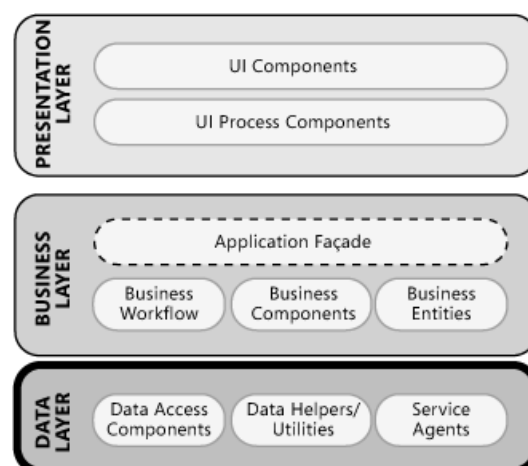 PRESENTATION
LAYER
UI Components
UI Process Components
BUSINESS
LAYER
Application Façade
Business
Workflow
Business
Components
Business
Entities
DATA
LAYER
Data Access
Components
Data Helpers/
Utilities
Service
Agents